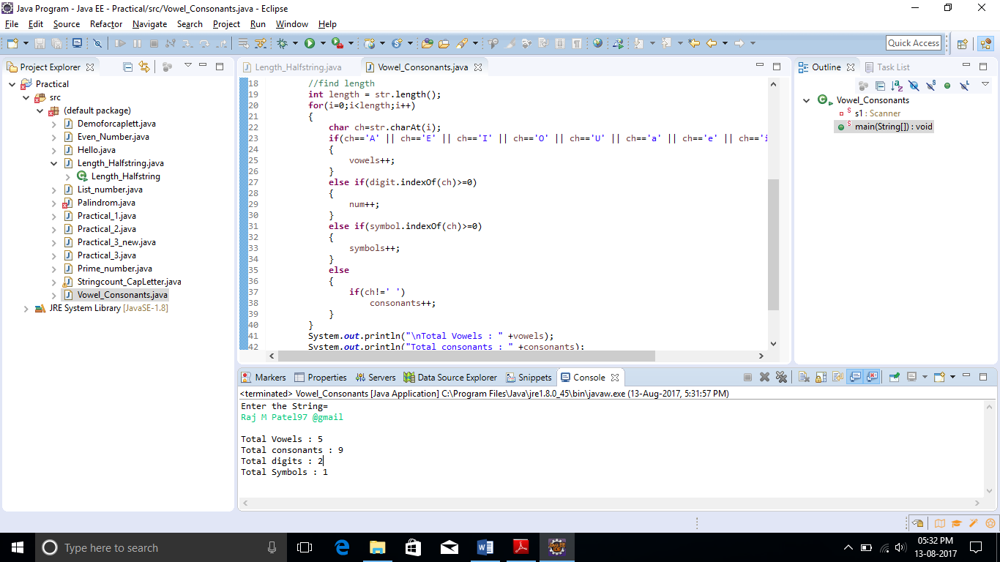 Java Program - Java EE - Practical/src/Vowel_Consonants.java - Eclipse
File Edit Source Refactor Navigate Search Project Run Window Help
Quick Access
Project Explorer
Practical
src
(default package)
Demoforcaplett.java
Even_Number.java
Hello.java
Length_Halfstring.java
Length_Halfstring
List_number.java
Palindrom.java
Practical_1.java
Practical_2.java
Practical_3_new.java
Practical_3.java
Prime_number.java
Stringcount_CapLetter.java
Vowel_Consonants.java
JRE System Library [JavaSE-1.8]
Length_Halfstring.java Vowel_Consonants.java
18 //find length
19 int length = str.length();
20 for(i=0;i<length;i++)
21 {
22 char ch=str.charAt(i);
23 if(ch=='A' || ch=='E' || ch=='I' || ch=='O' || ch=='U' || ch=='a' || ch=='e' || ch=='i
24 {
25 vowels++;
26 }
27 else if(digit.indexOf(ch)>=0)
28 {
29 num++;
30 }
31 else if(symbol.indexOf(ch)>=0)
32 {
33 symbols++;
34 }
35 else
36 {
37 if(ch!=' ')
38 consonants++;
39 }
40 }
41 System.out.println("\nTotal Vowels : " +vowels);
42 System.out.println("Total consonants : " +consonants);
Outline Task List
Vowel_Consonants
s1 : Scanner
main(String[]) : void
Markers Properties Servers Data Source Explorer Snippets Console
<terminated> Vowel_Consonants [Java Application] C:\Program Files\Java\jre1.8.0_45\bin\javaw.exe (13-Aug-2017, 5:31:57 PM)
Enter the String=
Raj M Patel97 @gmail
Total Vowels : 5
Total consonants : 9
Total digits : 2
Total Symbols : 1
Type here to search
05:32 PM
13-08-2017